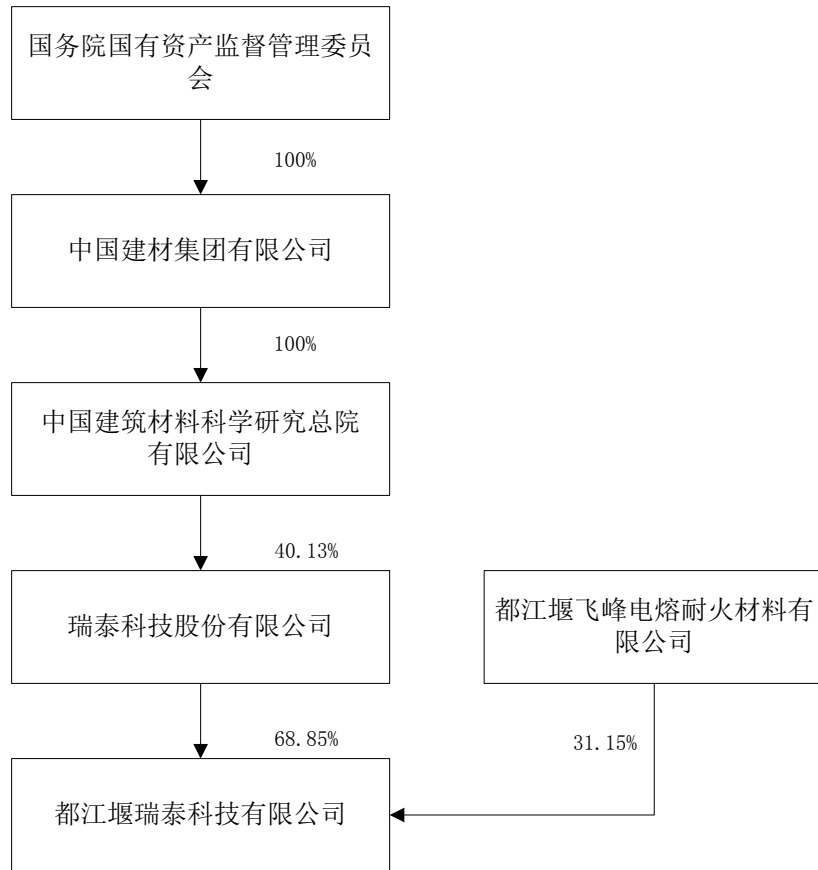 国务院国有资产监督管理委员
会
100%
中国建材集团有限公司
100%
中国建筑材料科学研究总院
有限公司
40.13%
瑞泰科技股份有限公司
都江堰飞峰电熔耐火材料有
限公司
68.85%
31.15%
都江堰瑞泰科技有限公司